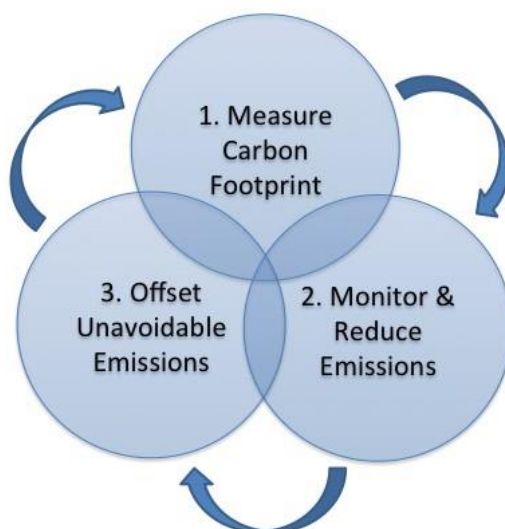 1. Measure
Carbon
Footprint
3. Offset
Unavoidable
Emissions
2. Monitor &
Reduce
Emissions